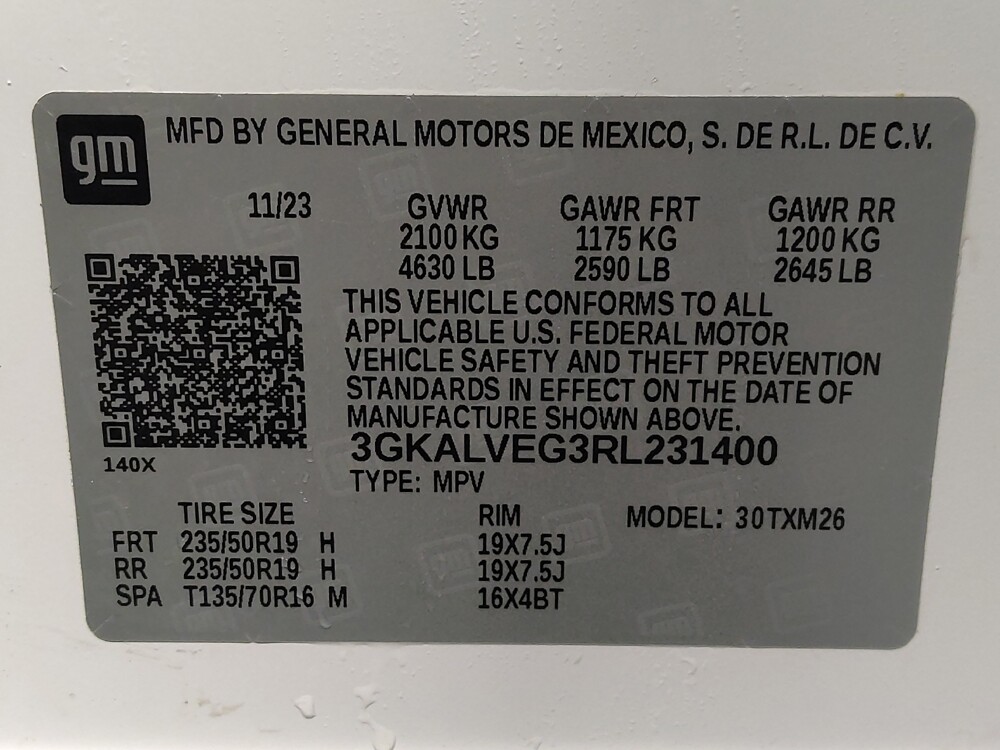 gm
MFD BY GENERAL MOTORS DE MEXICO, S. DE R.L. DE C.V.
11/23 GVWR GAWR FRT GAWR RR
2100 KG 1175 KG 1200 KG
4630 LB 2590 LB 2645 LB
THIS VEHICLE CONFORMS TO ALL
APPLICABLE U.S. FEDERAL MOTOR
VEHICLE SAFETY AND THEFT PREVENTION
STANDARDS IN EFFECT ON THE DATE OF
MANUFACTURE SHOWN ABOVE.
3GKALVEG3RL231400
140X
TYPE: MPV
TIRE SIZE RIM MODEL: 30TXM26
FRT 235/50R19 H 19X7.5J
RR 235/50R19 H 19X7.5J
SPA T135/70R16 M 16X4BT